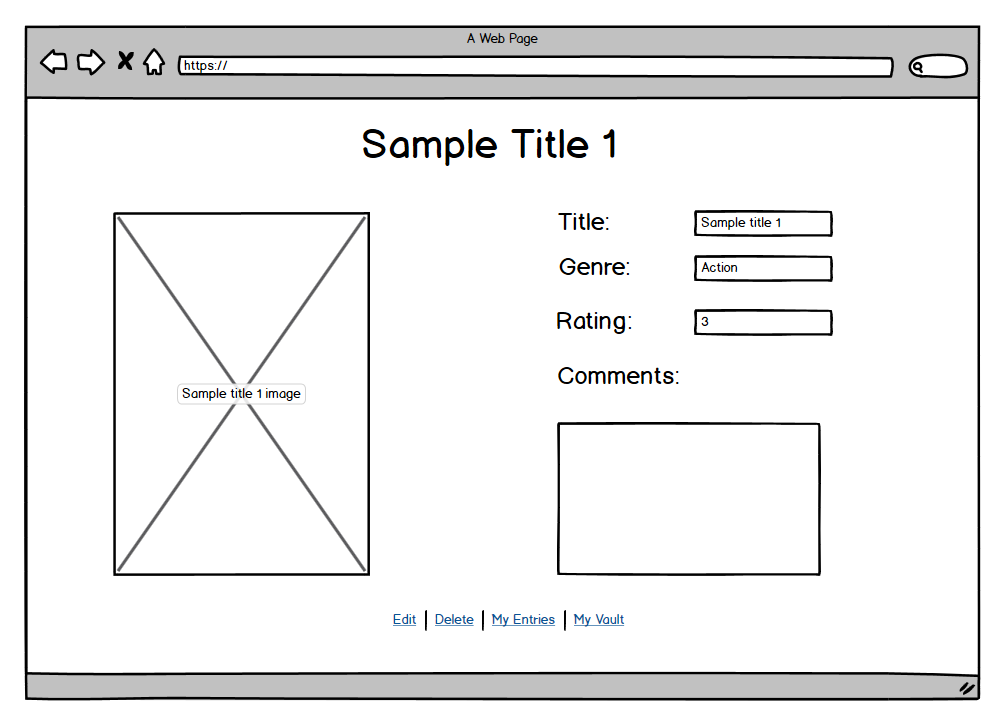 A Web Page
https://
Sample Title 1
Sample title 1 image
Title: Sample title 1
Genre: Action
Rating: 3
Comments:
Edit | Delete | My Entries | My Vault